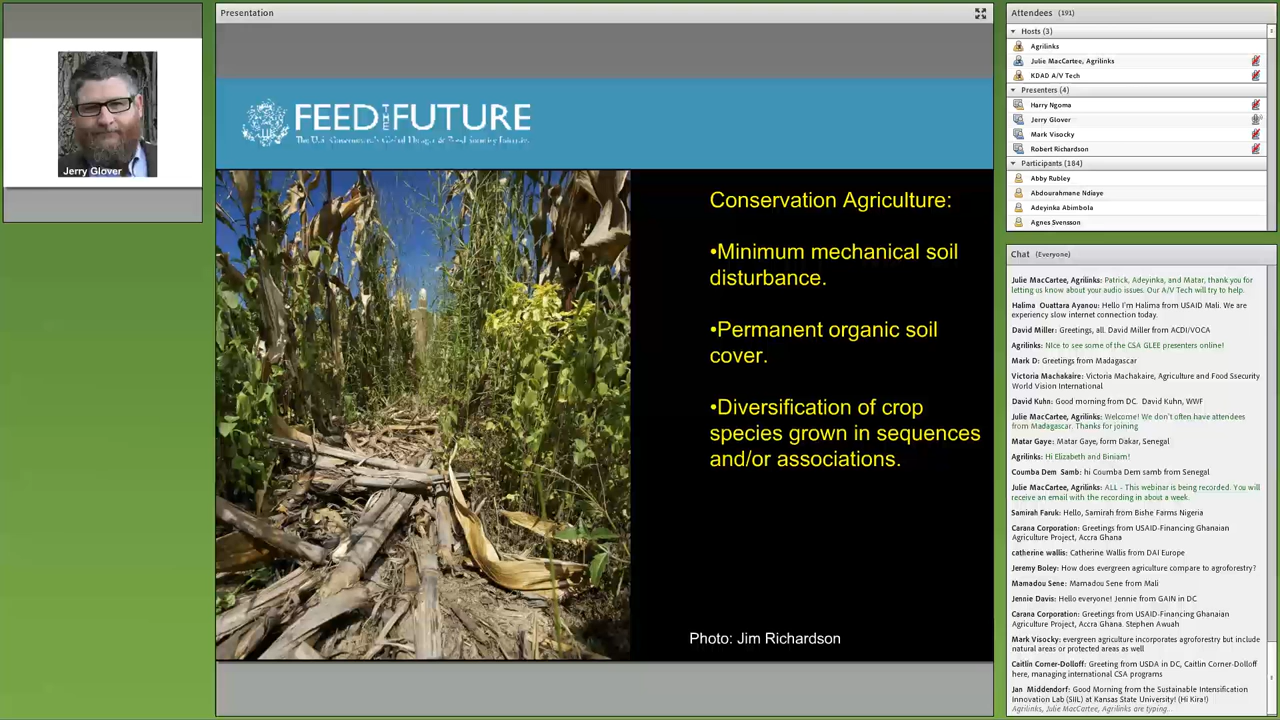 Jerry Glover
Presentation
FEED THE FUTURE
The U.S. Government's Global Hunger & Food Security Initiative
Conservation Agriculture:
•Minimum mechanical soil
disturbance.
•Permanent organic soil
cover.
•Diversification of crop
species grown in sequences
and/or associations.
Photo: Jim Richardson
Attendees (191)
Hosts (3)
Agrilinks
Julie MacCartee, Agrilinks
KDAD A/V Tech
Presenters (4)
Harry Ngoma
Jerry Glover
Mark Visocky
Robert Richardson
Participants (184)
Abby Rubley
Abdourahmane Ndiaye
Adeyinka Abimbola
Agnes Svensson
Chat (Everyone)
Julie MacCartee, Agrilinks: Patrick, Adeyinka, and Matar, thank you for
letting us know about your audio issues. Our A/V Tech will try to help.
Halima Ouattara Ayanou: Hello I'm Halima from USAID Mali. We are
experience slow internet connection today.
David Miller: Greetings, all. David Miller from ACDI/VOCA
Agrilinks: NIce to see some of the CSA GLEE presenters online!
Mark D: Greetings from Madagascar
Victoria Machakaire: Victoria Machakaire, Agriculture and Food Ssecurity
World Vision International
David Kuhn: Good morning from DC. David Kuhn, WWF
Julie MacCartee, Agrilinks: Welcome! We don't often have attendees
from Madagascar. Thanks for joining
Matar Gaye: Matar Gaye, form Dakar, Senegal
Agrilinks: Hi Elizabeth and Biniam!
Coumba Dem Samb: hi Coumba Dem samb from Senegal
Julie MacCartee, Agrilinks: ALL - This webinar is being recorded. You will
receive an email with the recording in about a week.
Samirah Faruk: Hello, Samirah from Bishe Farms Nigeria
Carana Corporation: Greetings from USAID-Financing Ghanaian
Agriculture Project, Accra Ghana
catherine wallis: Catherine Wallis from DAI Europe
Jeremy Boley: How does evergreen agriculture compare to agroforestry?
Mamadou Sene: Mamadou Sene from Mali
Jennie Davis: Hello everyone! Jennie from GAIN in DC
Carana Corporation: Greetings from USAID-Financing Ghanaian
Agriculture Project, Accra Ghana. Stephen Awuah
Mark Visocky: evergreen agriculture incorporates agroforestry but include
natural areas or protected areas as well
Caitlin Corner-Dolloff: Greeting from USDA in DC, Caitlin Corner-Dolloff
here, managing international CSA programs
Jan Middendorf: Good Morning from the Sustainable Intensification
Innovation Lab (SIIL) at Kansas State University! (Hi Kira!)
Agrilinks, Julie MacCartee, Agrilinks are typing...